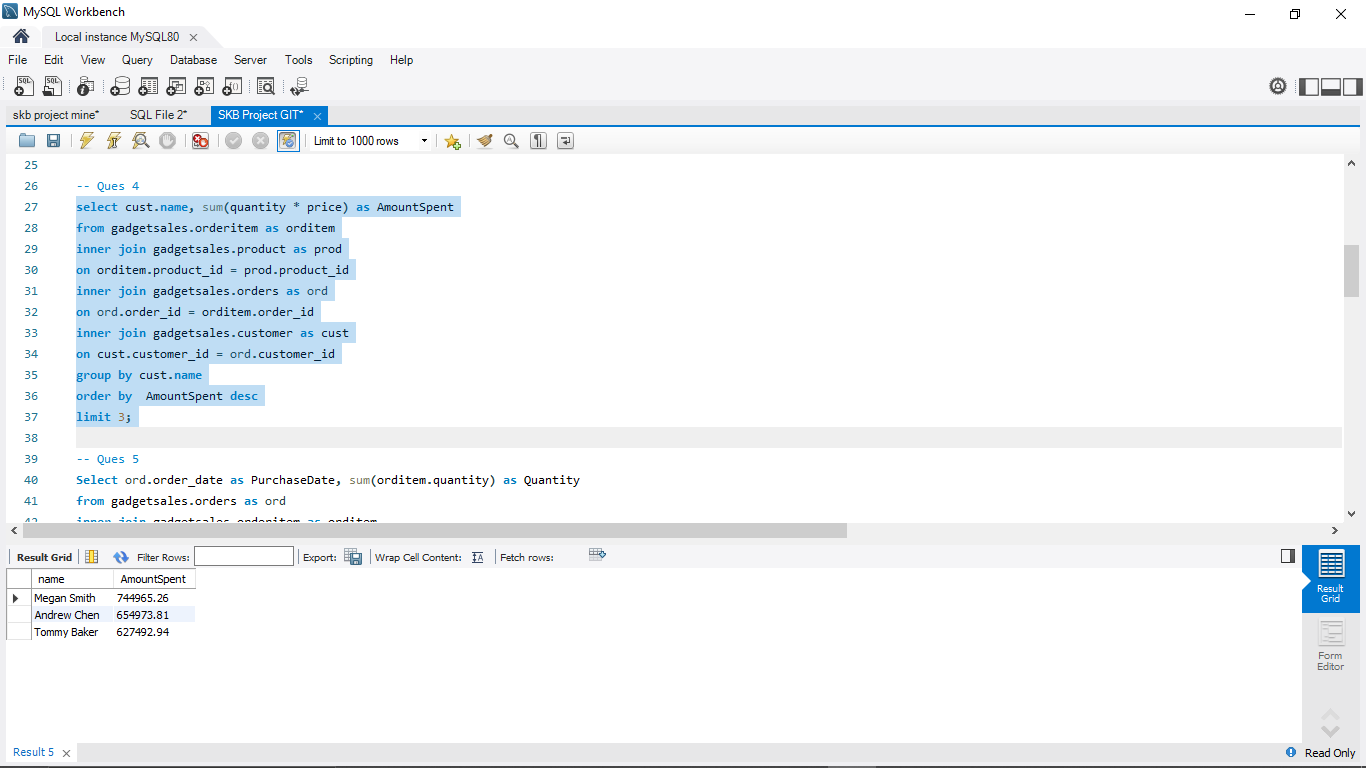 MySQL Workbench
Local instance MySQL80
File Edit View Query Database Server Tools Scripting Help
skb project mine* SQL File 2* SKB Project GIT*
Limit to 1000 rows
25
26 -- Ques 4
27 select cust.name, sum(quantity * price) as AmountSpent
28 from gadgetsales.orderitem as orditem
29 inner join gadgetsales.product as prod
30 on orditem.product_id = prod.product_id
31 inner join gadgetsales.orders as ord
32 on ord.order_id = orditem.order_id
33 inner join gadgetsales.customer as cust
34 on cust.customer_id = ord.customer_id
35 group by cust.name
36 order by  AmountSpent desc
37 limit 3;
38
39 -- Ques 5
40 Select ord.order_date as PurchaseDate, sum(orditem.quantity) as Quantity
41 from gadgetsales.orders as ord
42 inner join gadgetsales.orderitem as orditem
Result Grid Filter Rows: Export: Wrap Cell Content: Fetch rows:
name AmountSpent
Megan Smith 744965.26
Andrew Chen 654973.81
Tommy Baker 627492.94
Result
Grid
Form
Editor
Result 5 Read Only